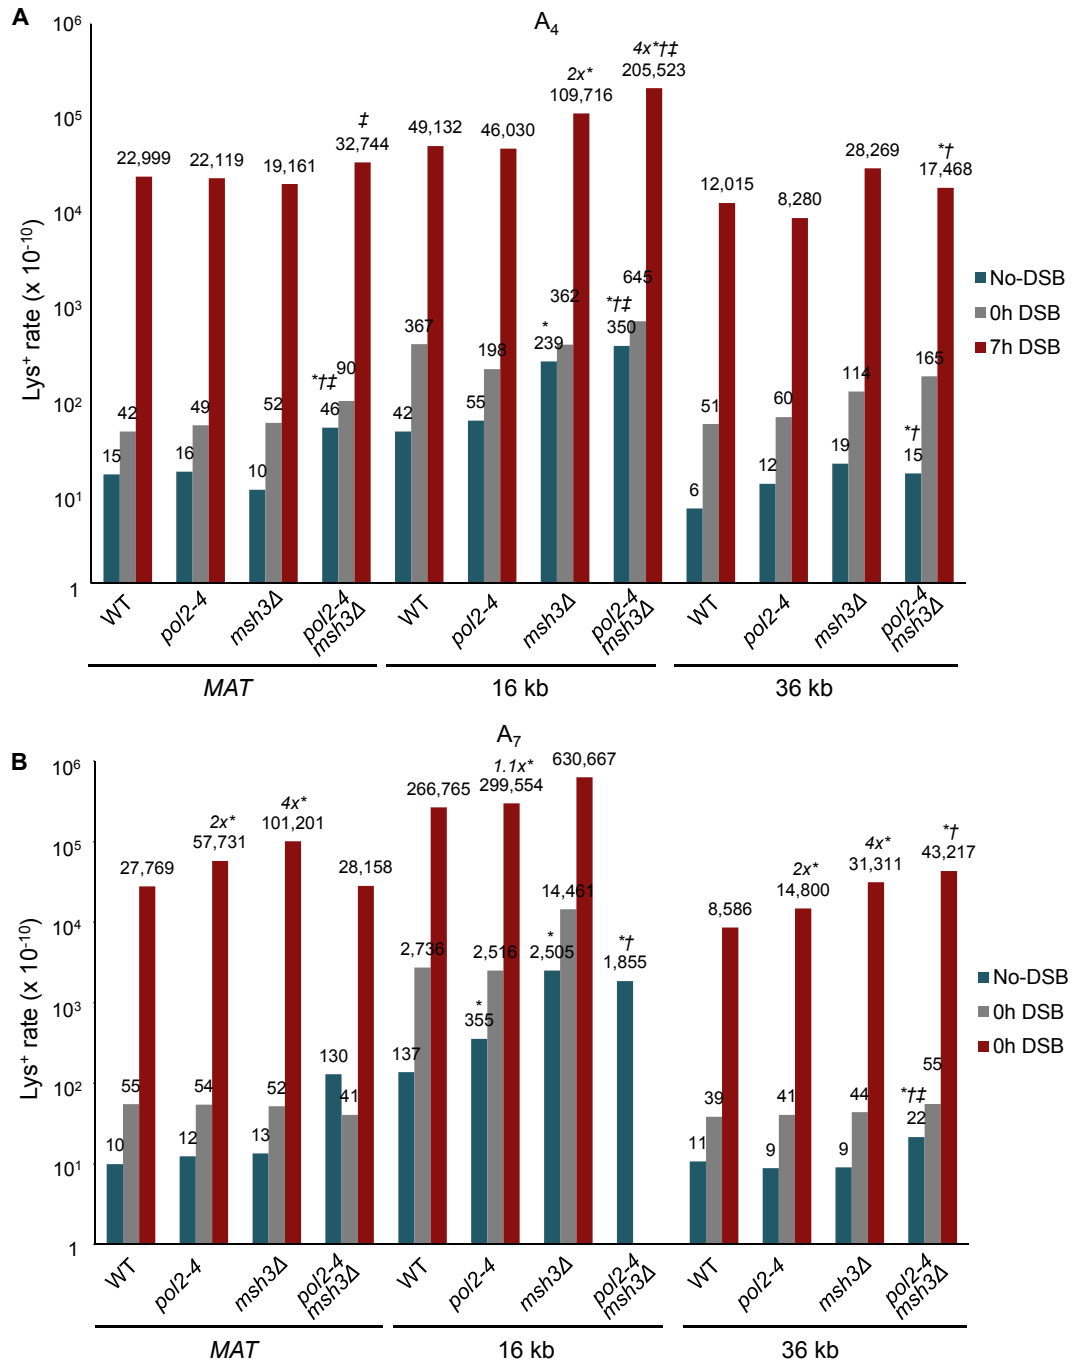 A
A4
10^6
10^5
10^4
10^3
10^2
10^1
1
Lys+ rate (x 10^-10)
15 42 22,999
16 49 22,119
10 52 19,161
*†‡ 46 90 ‡ 32,744
42 367 49,132
55 198 46,030
* 239 362 2x* 109,716
*†‡ 350 645 4x*†‡ 205,523
6 51 12,015
12 60 8,280
19 114 28,269
*† 15 165 *† 17,468
No-DSB
0h DSB
7h DSB
WT pol2-4 msh3Δ pol2-4 msh3Δ WT pol2-4 msh3Δ pol2-4 msh3Δ WT pol2-4 msh3Δ pol2-4 msh3Δ
MAT 16 kb 36 kb
B
A7
10^6
10^5
10^4
10^3
10^2
10^1
1
Lys+ rate (x 10^-10)
10 55 27,769
12 54 2x* 57,731
13 52 4x* 101,201
130 41 28,158
137 2,736 266,765
* 355 2,516 1.1x* 299,554
* 2,505 14,461 630,667
*† 1,855
11 39 8,586
9 41 2x* 14,800
9 44 4x* 31,311
*†‡ 22 55 *† 43,217
No-DSB
0h DSB
0h DSB
WT pol2-4 msh3Δ pol2-4 msh3Δ WT pol2-4 msh3Δ pol2-4 msh3Δ WT pol2-4 msh3Δ pol2-4 msh3Δ
MAT 16 kb 36 kb